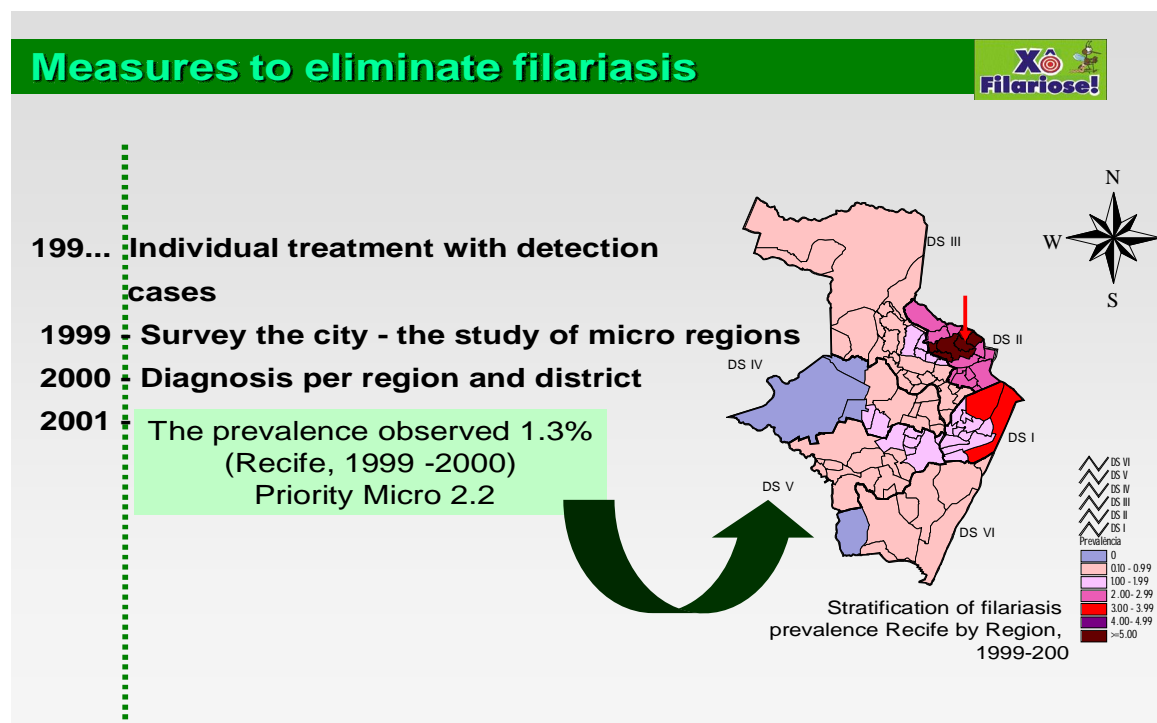 Measures to eliminate filariasis
Xô
Filariose!
199... Individual treatment with detection
cases
1999 - Survey the city - the study of micro regions
2000 - Diagnosis per region and district
2001 -
The prevalence observed 1.3%
(Recife, 1999 -2000)
Priority Micro 2.2
N
W
S
DS III
DS II
DS IV
DS I
DS V
DS VI
DS VI
DS V
DS IV
DS III
DS II
DS I
Prevalência
0
0.10 - 0.99
1.00 - 1.99
2.00 - 2.99
3.00 - 3.99
4.00 - 4.99
>=5.00
Stratification of filariasis
prevalence Recife by Region,
1999-200